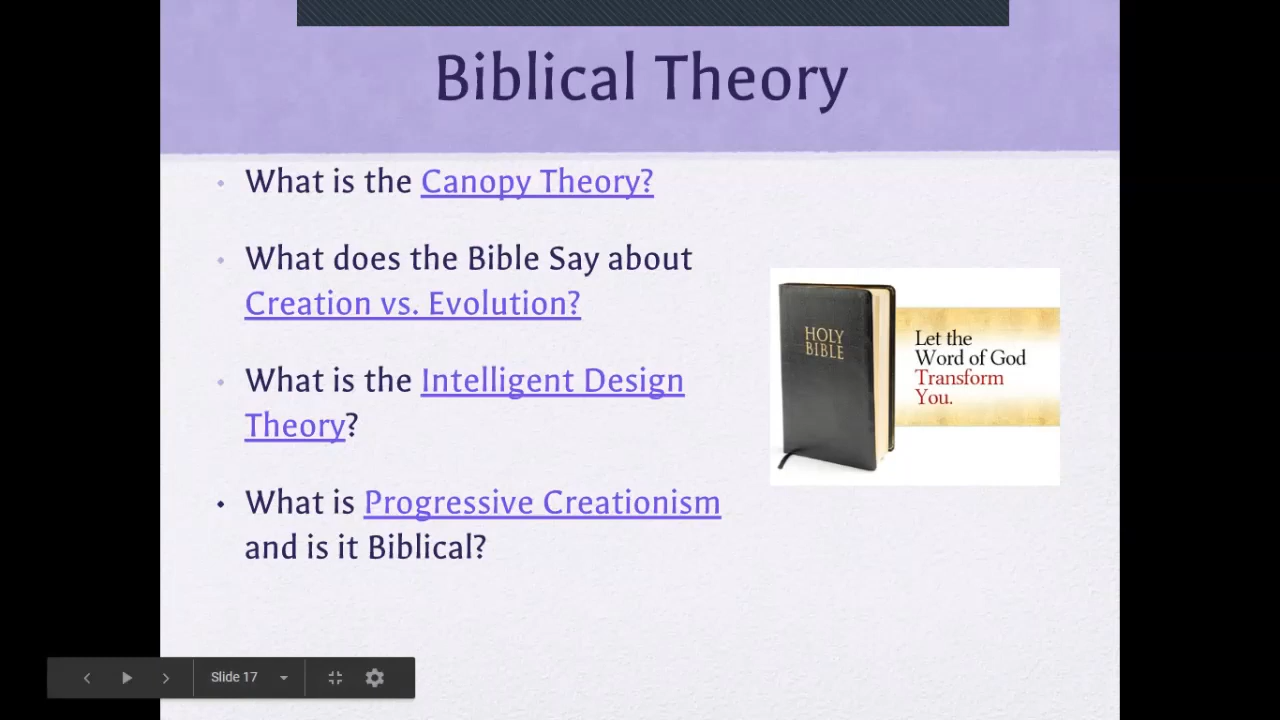 Biblical Theory
• What is the Canopy Theory?
• What does the Bible Say about
Creation vs. Evolution?
• What is the Intelligent Design
Theory?
• What is Progressive Creationism
and is it Biblical?
HOLY
BIBLE
Let the
Word of God
Transform
You.
Slide 17